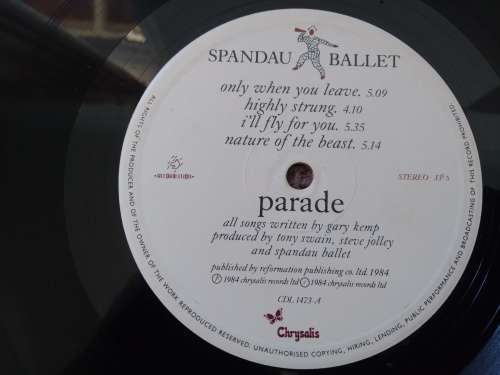 SPANDAU BALLET
only when you leave. 5.09
highly strung. 4.10
i'll fly for you. 5.35
nature of the beast. 5.14
REFORMATION
STEREO
parade
all songs written by gary kemp
produced by tony swain, steve jolley
and spandau ballet
published by reformation publishing co. ltd. 1984
℗ 1984 chrysalis records ltd © 1984 chrysalis records ltd
CDL 1473-A
Chrysalis
ALL RIGHTS OF THE PRODUCER AND OF THE OWNER OF THE WORK REPRODUCED RESERVED. UNAUTHORISED COPYING, HIRING, LENDING, PUBLIC PERFORMANCE AND BROADCASTING OF THIS RECORD PROHIBITED.